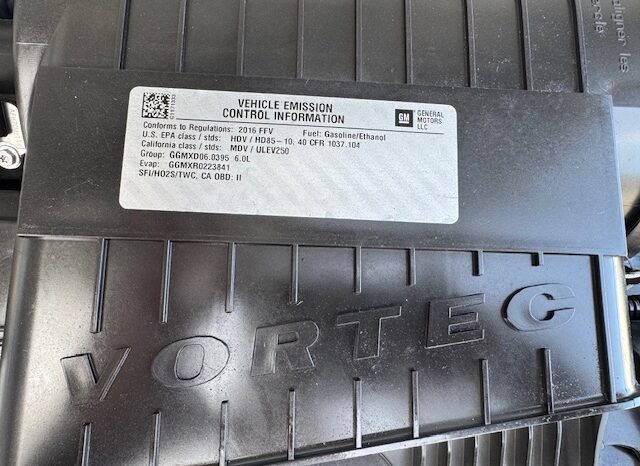 aligner les
VEHICLE EMISSION
CONTROL INFORMATION
GM
GENERAL
MOTORS
LLC
Conforms to Regulations: 2016 FFV Fuel: Gasoline/Ethanol
U.S. EPA class / stds: HDV / HD85-10, 40 CFR 1037.104
California class / stds: MDV / ULEV250
Group: GGMXD06.0395 6.0L
Evap: GGMXR0223841
SFI/HO2S/TWC, CA OBD: II
VORTEC